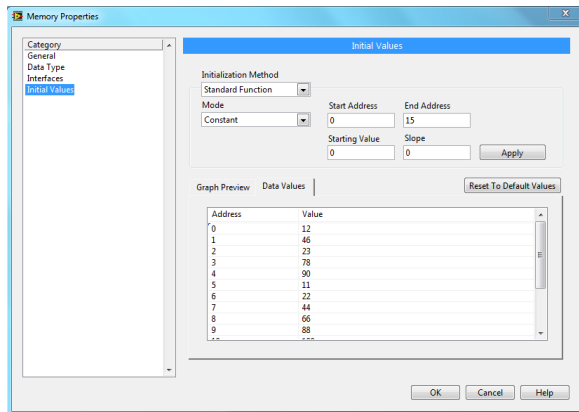 Memory Properties
x
Category
General
Data Type
Interfaces
Initial Values
Initial Values
Initialization Method
Standard Function
Mode
Start Address
End Address
Constant
0
15
Starting Value
Slope
0
0
Apply
Graph Preview
Data Values
Reset To Default Values
Address Value
0 12
1 46
2 23
3 78
4 90
5 11
6 22
7 44
8 66
9 88
OK
Cancel
Help